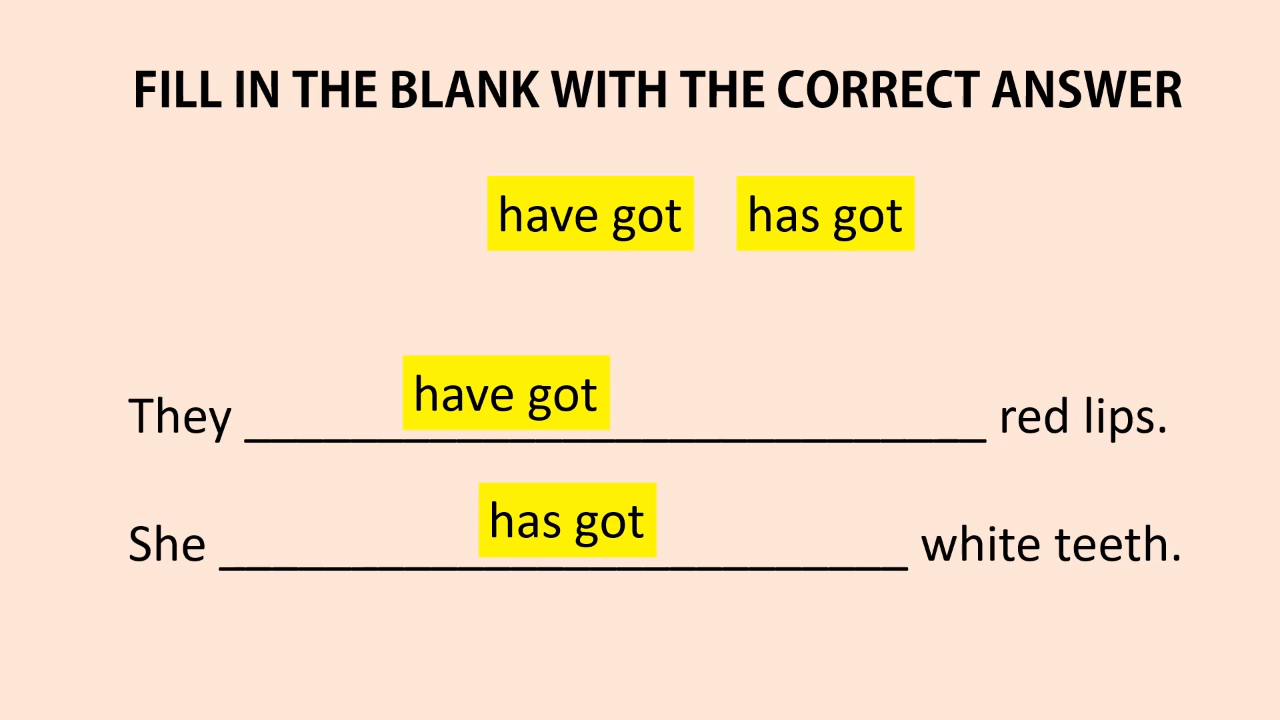 FILL IN THE BLANK WITH THE CORRECT ANSWER
have got has got
They ____________________________ have got red lips.
She __________________________ has got white teeth.